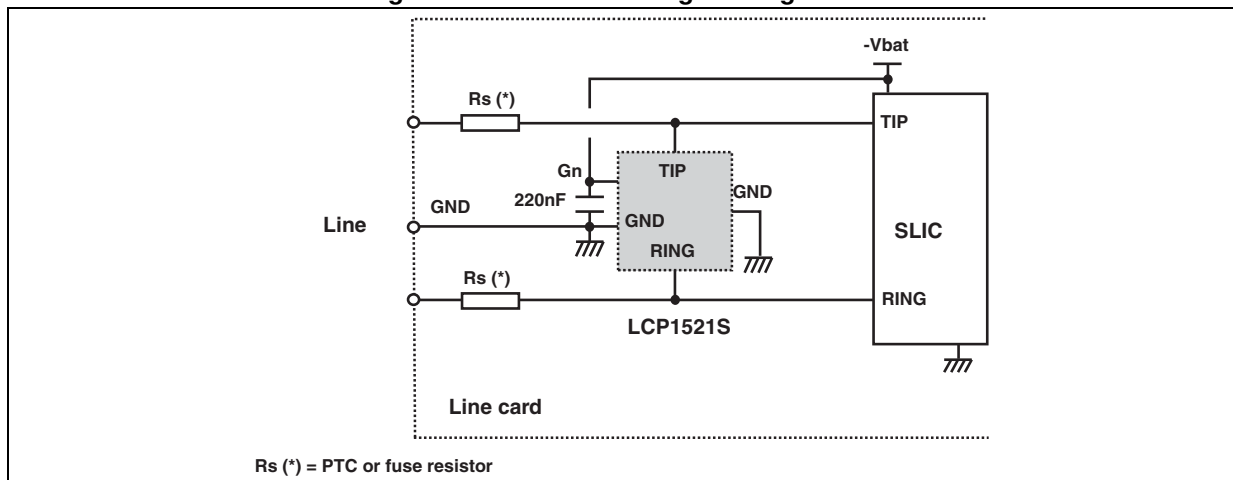 -Vbat
Rs (*)
TIP
Gn
TIP
220nF
GND
GND
GND
Line
SLIC
RING
Rs (*)
RING
LCP1521S
Line card
Rs (*) = PTC or fuse resistor